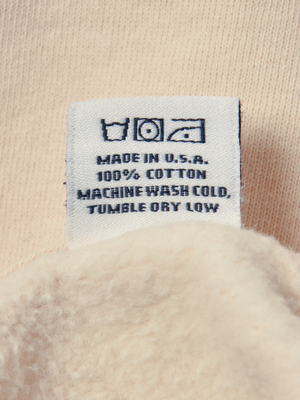 MADE IN U.S.A.
100% COTTON
MACHINE WASH COLD,
TUMBLE DRY LOW